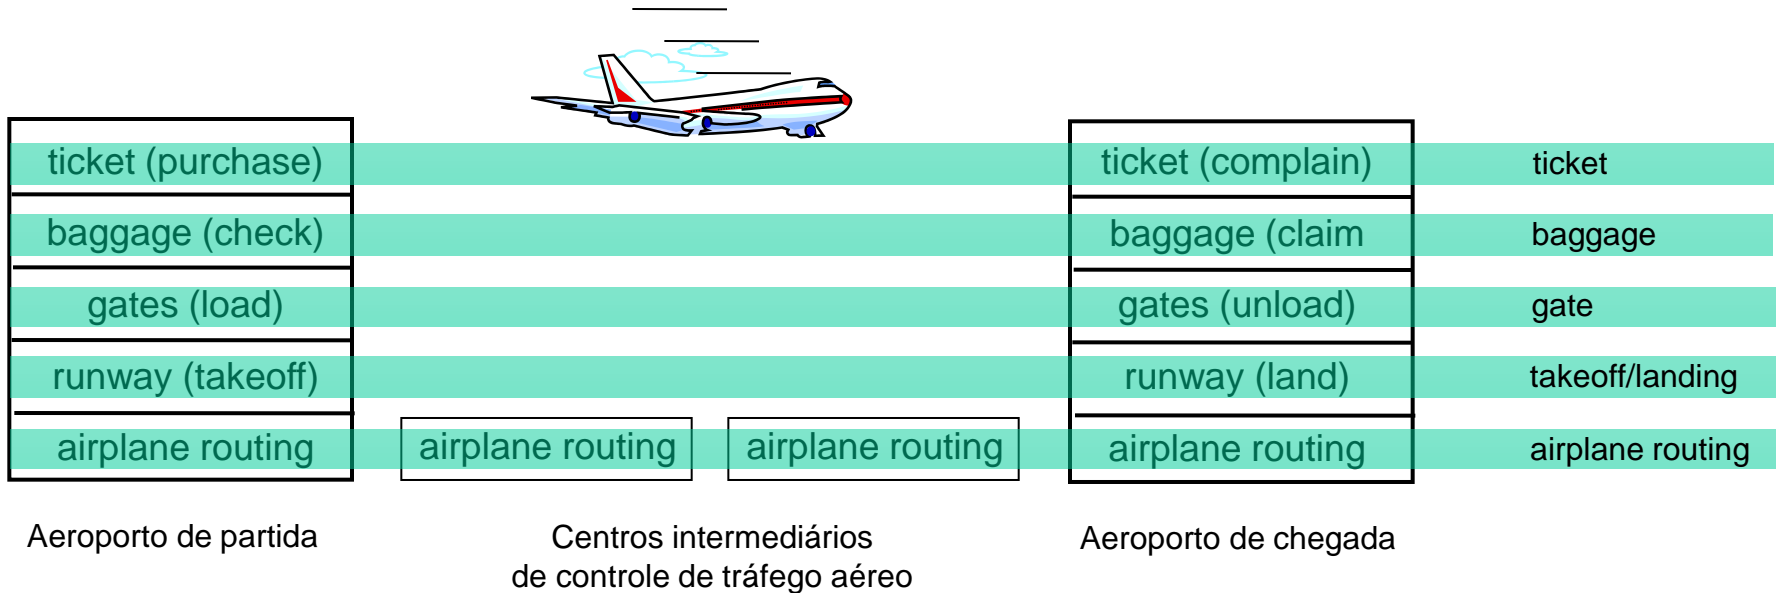 ticket (purchase) ticket (complain) ticket
baggage (check) baggage (claim baggage
gates (load) gates (unload) gate
runway (takeoff) runway (land) takeoff/landing
airplane routing airplane routing airplane routing airplane routing airplane routing
Aeroporto de partida
Centros intermediários
de controle de tráfego aéreo
Aeroporto de chegada